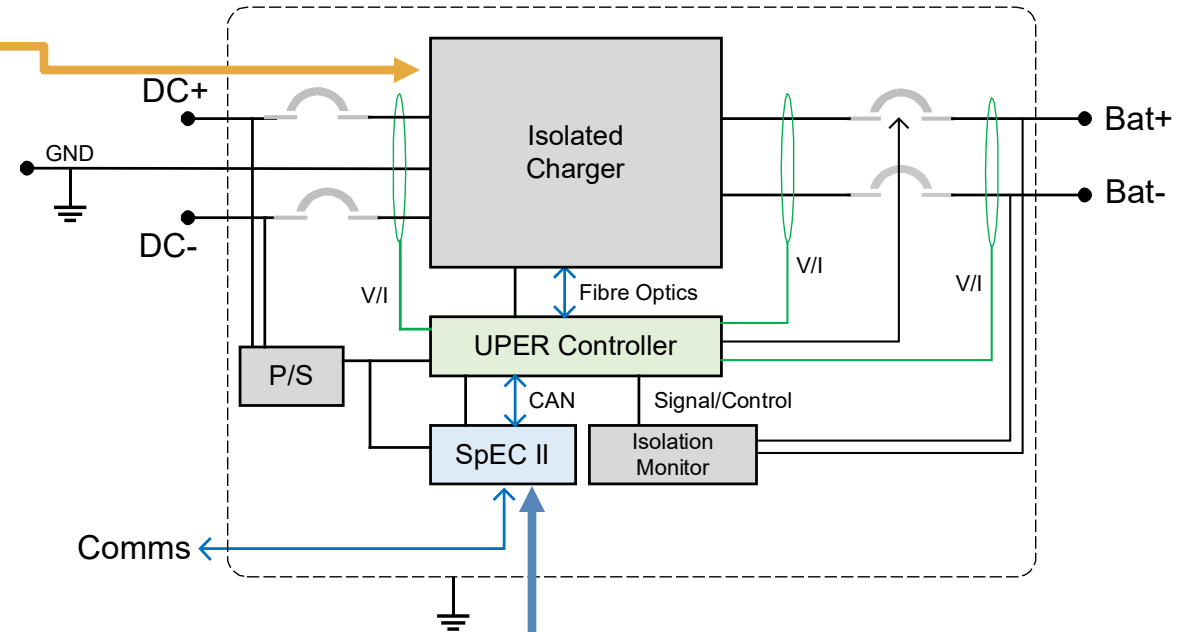 DC+
GND
DC-
Isolated
Charger
Bat+
Bat-
V/I
Fibre Optics
V/I
V/I
UPER Controller
P/S
CAN
Signal/Control
SpEC II
Isolation
Monitor
Comms